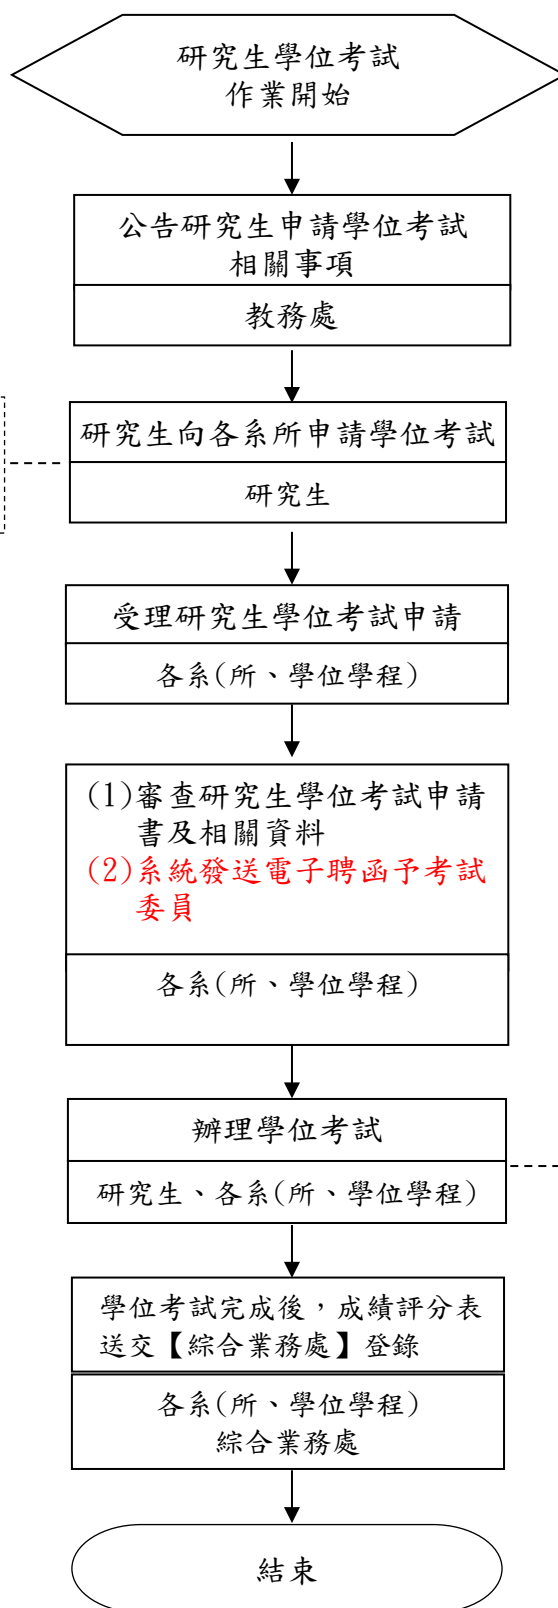 研究生學位考試
作業開始
公告研究生申請學位考試
相關事項
教務處
研究生向各系所申請學位考試
研究生
受理研究生學位考試申請
各系(所、學位學程)
(1)審查研究生學位考試申請
書及相關資料
(2)系統發送電子聘函予考試
委員
各系(所、學位學程)
辦理學位考試
研究生、各系(所、學位學程)
學位考試完成後，成績評分表
送交【綜合業務處】登錄
各系(所、學位學程)
綜合業務處
結束